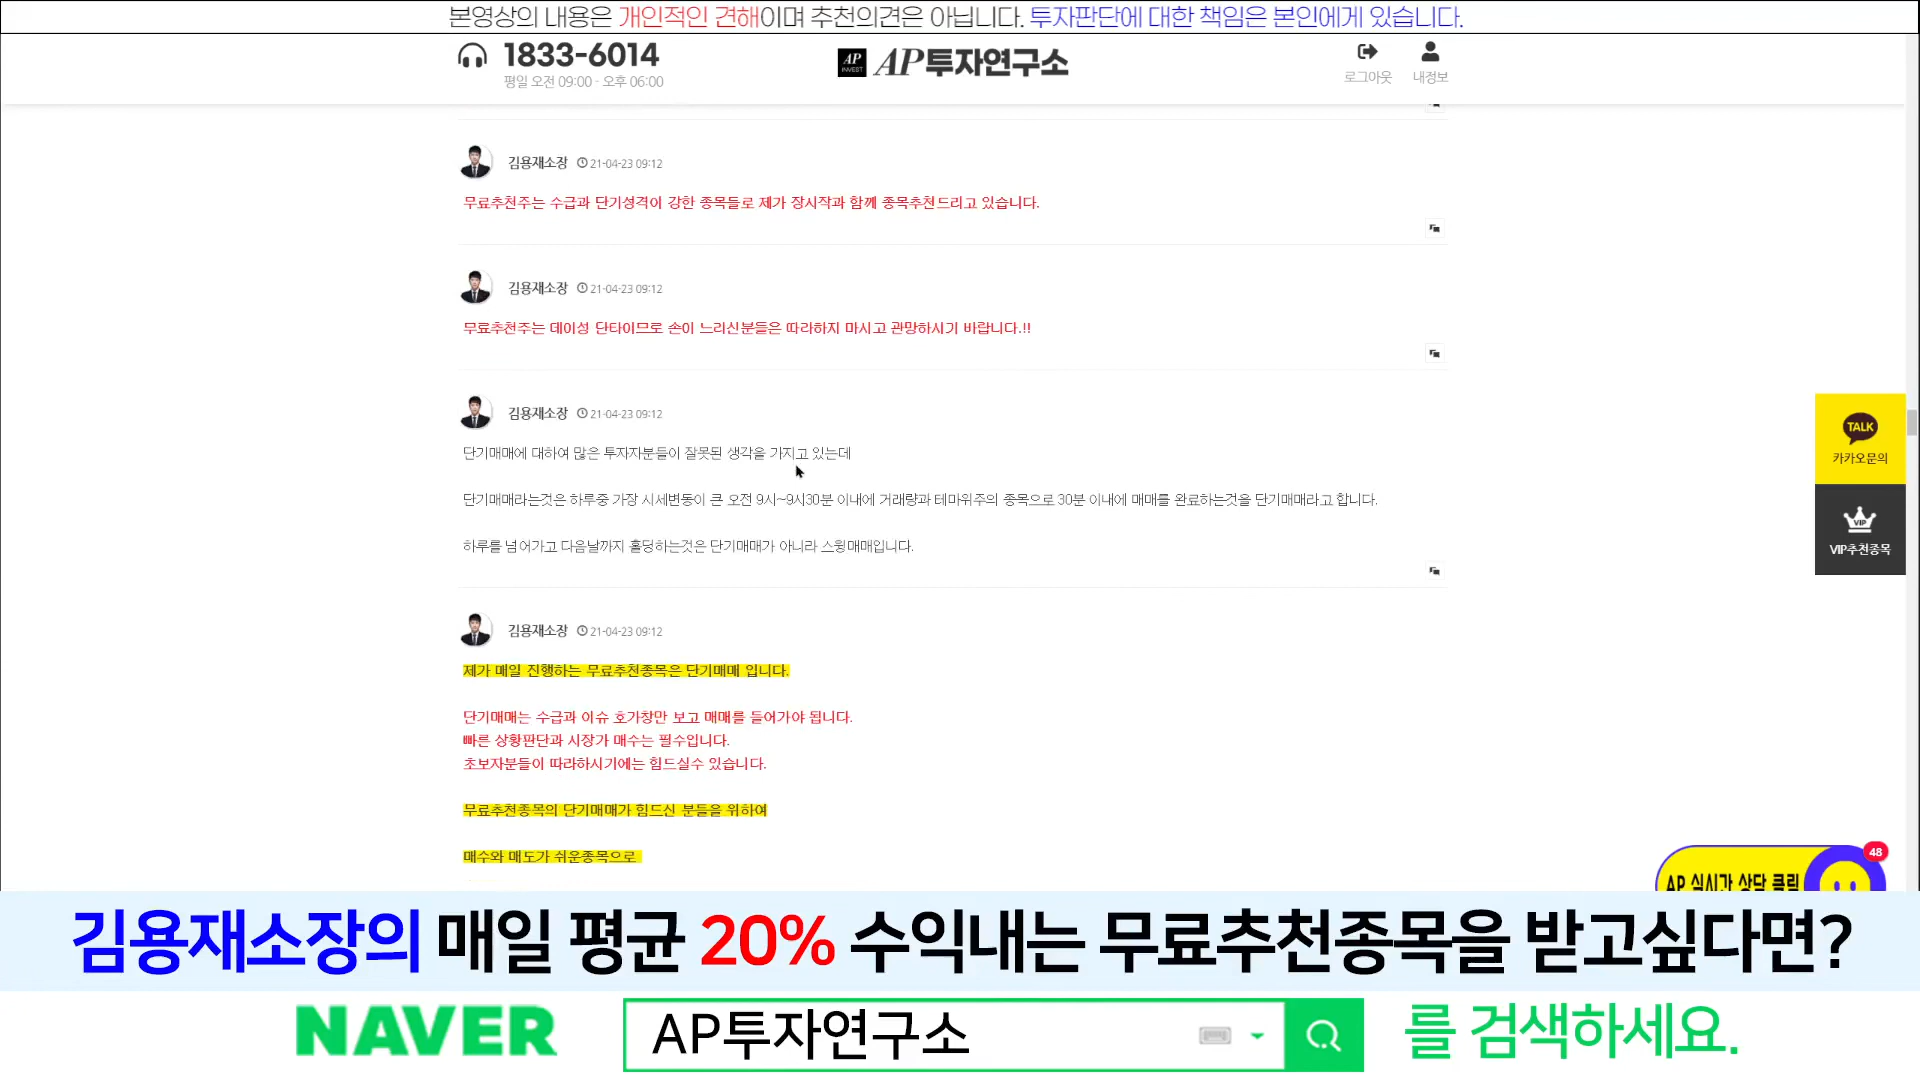 본영상의 내용은 개인적인 견해이며 추천의견은 아닙니다. 투자판단에 대한 책임은 본인에게 있습니다.
1833-6014
평일 오전 09:00 - 오후 06:00
AP INVEST
AP투자연구소
로그아웃
내정보
김용재소장 21-04-23 09:12
무료추천주는 수급과 단기성격이 강한 종목들로 제가 장시작과 함께 종목추천드리고 있습니다.
김용재소장 21-04-23 09:12
무료추천주는 데이성 단타이므로 손이 느리신분들은 따라하지 마시고 관망하시기 바랍니다.!!
김용재소장 21-04-23 09:12
단기매매에 대하여 많은 투자자분들이 잘못된 생각을 가지고 있는데
단기매매라는것은 하루중 가장 시세변동이 큰 오전 9시~9시30분 이내에 거래량과 테마위주의 종목으로 30분 이내에 매매를 완료하는것을 단기매매라고 합니다.
하루를 넘어가고 다음날까지 홀딩하는것은 단기매매가 아니라 스윙매매입니다.
김용재소장 21-04-23 09:12
제가 매일 진행하는 무료추천종목은 단기매매 입니다.
단기매매는 수급과 이슈 호가창만 보고 매매를 들어가야 됩니다.
빠른 상황판단과 시장가 매수는 필수입니다.
초보자분들이 따라하시기에는 힘드실수 있습니다.
무료추천종목의 단기매매가 힘드신 분들을 위하여
매수와 매도가 쉬운종목으로
TALK
카카오문의
VIP
VIP추천종목
48
AP 실시간 상담 클릭
김용재소장의 매일 평균 20% 수익내는 무료추천종목을 받고싶다면?
NAVER
AP투자연구소
를 검색하세요.